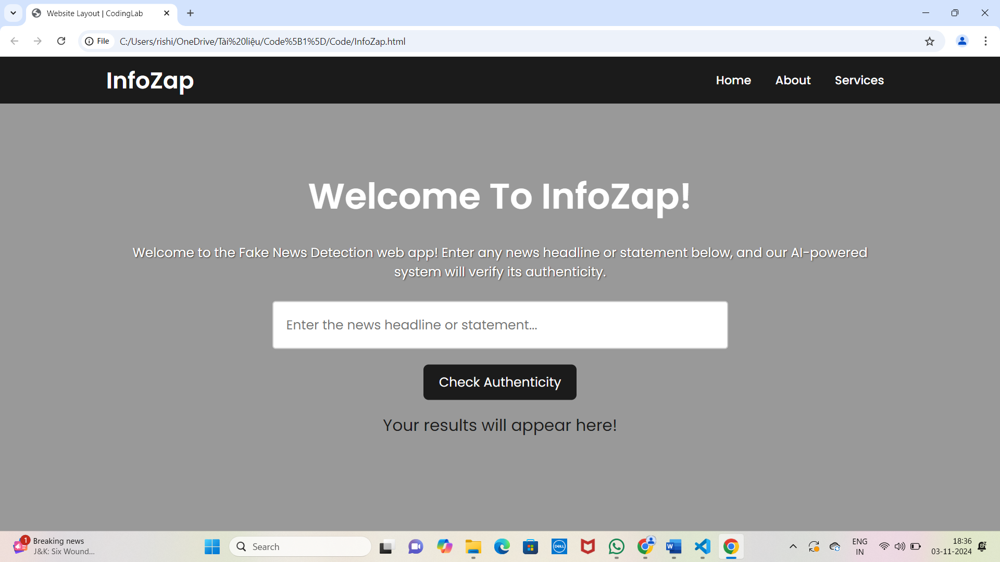 Website Layout | CodingLab
File
C:/Users/rishi/OneDrive/Tài%20liệu/Code%5B1%5D/Code/InfoZap.html
InfoZap
Home
About
Services
Welcome To InfoZap!
Welcome to the Fake News Detection web app! Enter any news headline or statement below, and our AI-powered
system will verify its authenticity.
Enter the news headline or statement...
Check Authenticity
Your results will appear here!
1
Breaking news
J&K: Six Wound...
Search
DELL
W
ENG
IN
18:36
03-11-2024